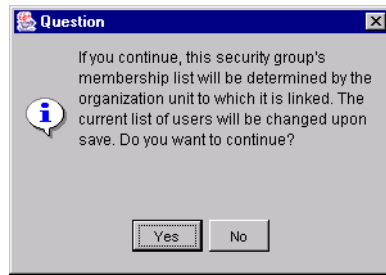 Question
If you continue, this security group's
membership list will be determined by the
organization unit to which it is linked. The
current list of users will be changed upon
save. Do you want to continue?
Yes No